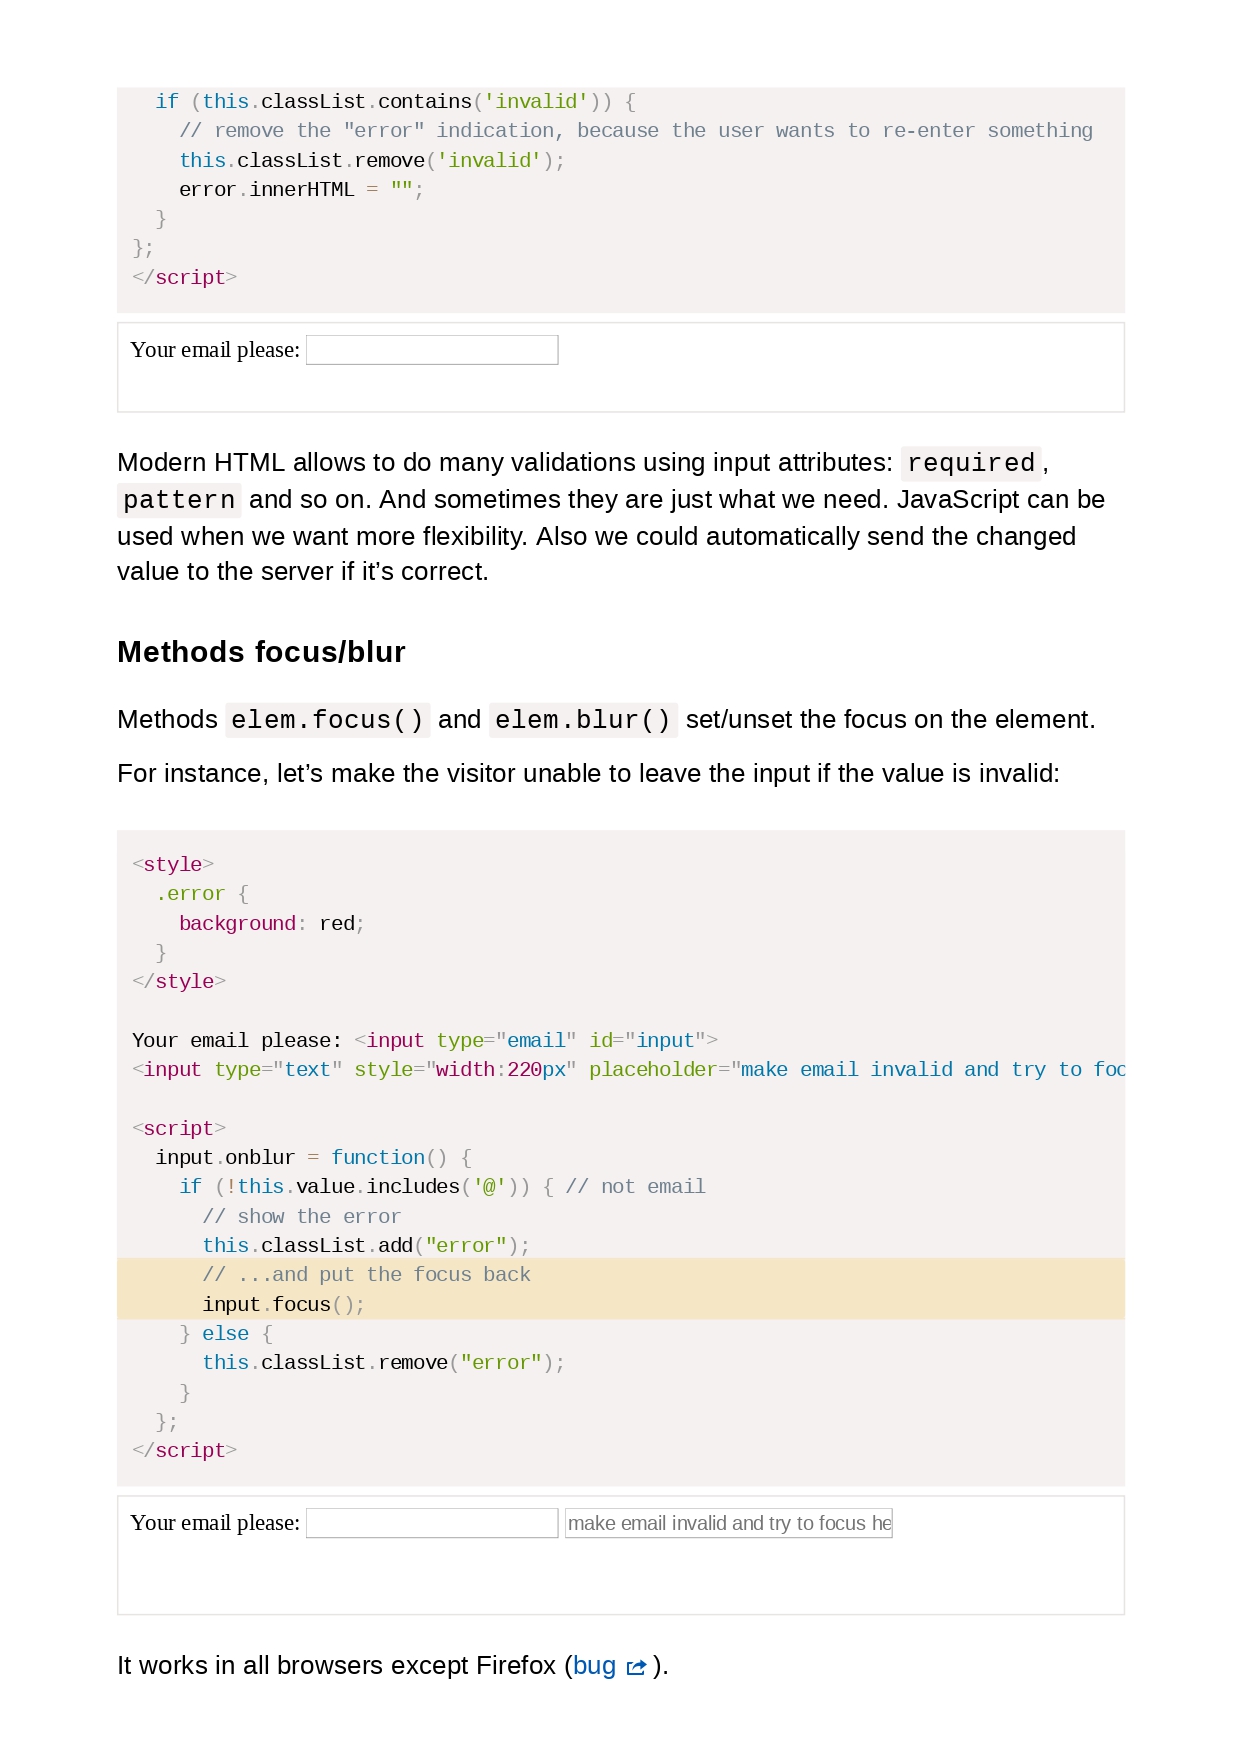 if (this.classList.contains('invalid')) {
    // remove the "error" indication, because the user wants to re-enter something
    this.classList.remove('invalid');
    error.innerHTML = "";
  }
};
</script>
Your email please:
Modern HTML allows to do many validations using input attributes: required,
pattern and so on. And sometimes they are just what we need. JavaScript can be
used when we want more flexibility. Also we could automatically send the changed
value to the server if it’s correct.
Methods focus/blur
Methods elem.focus() and elem.blur() set/unset the focus on the element.
For instance, let’s make the visitor unable to leave the input if the value is invalid:
<style>
  .error {
    background: red;
  }
</style>
Your email please: <input type="email" id="input">
<input type="text" style="width:220px" placeholder="make email invalid and try to foc
<script>
  input.onblur = function() {
    if (!this.value.includes('@')) { // not email
      // show the error
      this.classList.add("error");
      // ...and put the focus back
      input.focus();
    } else {
      this.classList.remove("error");
    }
  };
</script>
Your email please: make email invalid and try to focus he
It works in all browsers except Firefox (bug ).